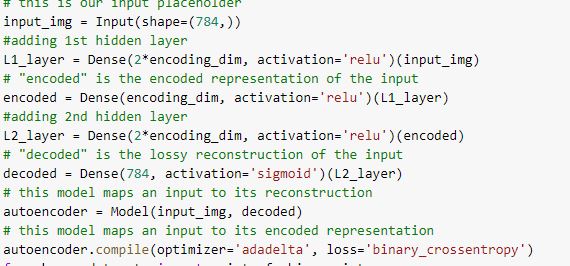 # this is our input placeholder
input_img = Input(shape=(784,))
#adding 1st hidden layer
L1_layer = Dense(2*encoding_dim, activation='relu')(input_img)
# "encoded" is the encoded representation of the input
encoded = Dense(encoding_dim, activation='relu')(L1_layer)
#adding 2nd hidden layer
L2_layer = Dense(2*encoding_dim, activation='relu')(encoded)
# "decoded" is the lossy reconstruction of the input
decoded = Dense(784, activation='sigmoid')(L2_layer)
# this model maps an input to its reconstruction
autoencoder = Model(input_img, decoded)
# this model maps an input to its encoded representation
autoencoder.compile(optimizer='adadelta', loss='binary_crossentropy')